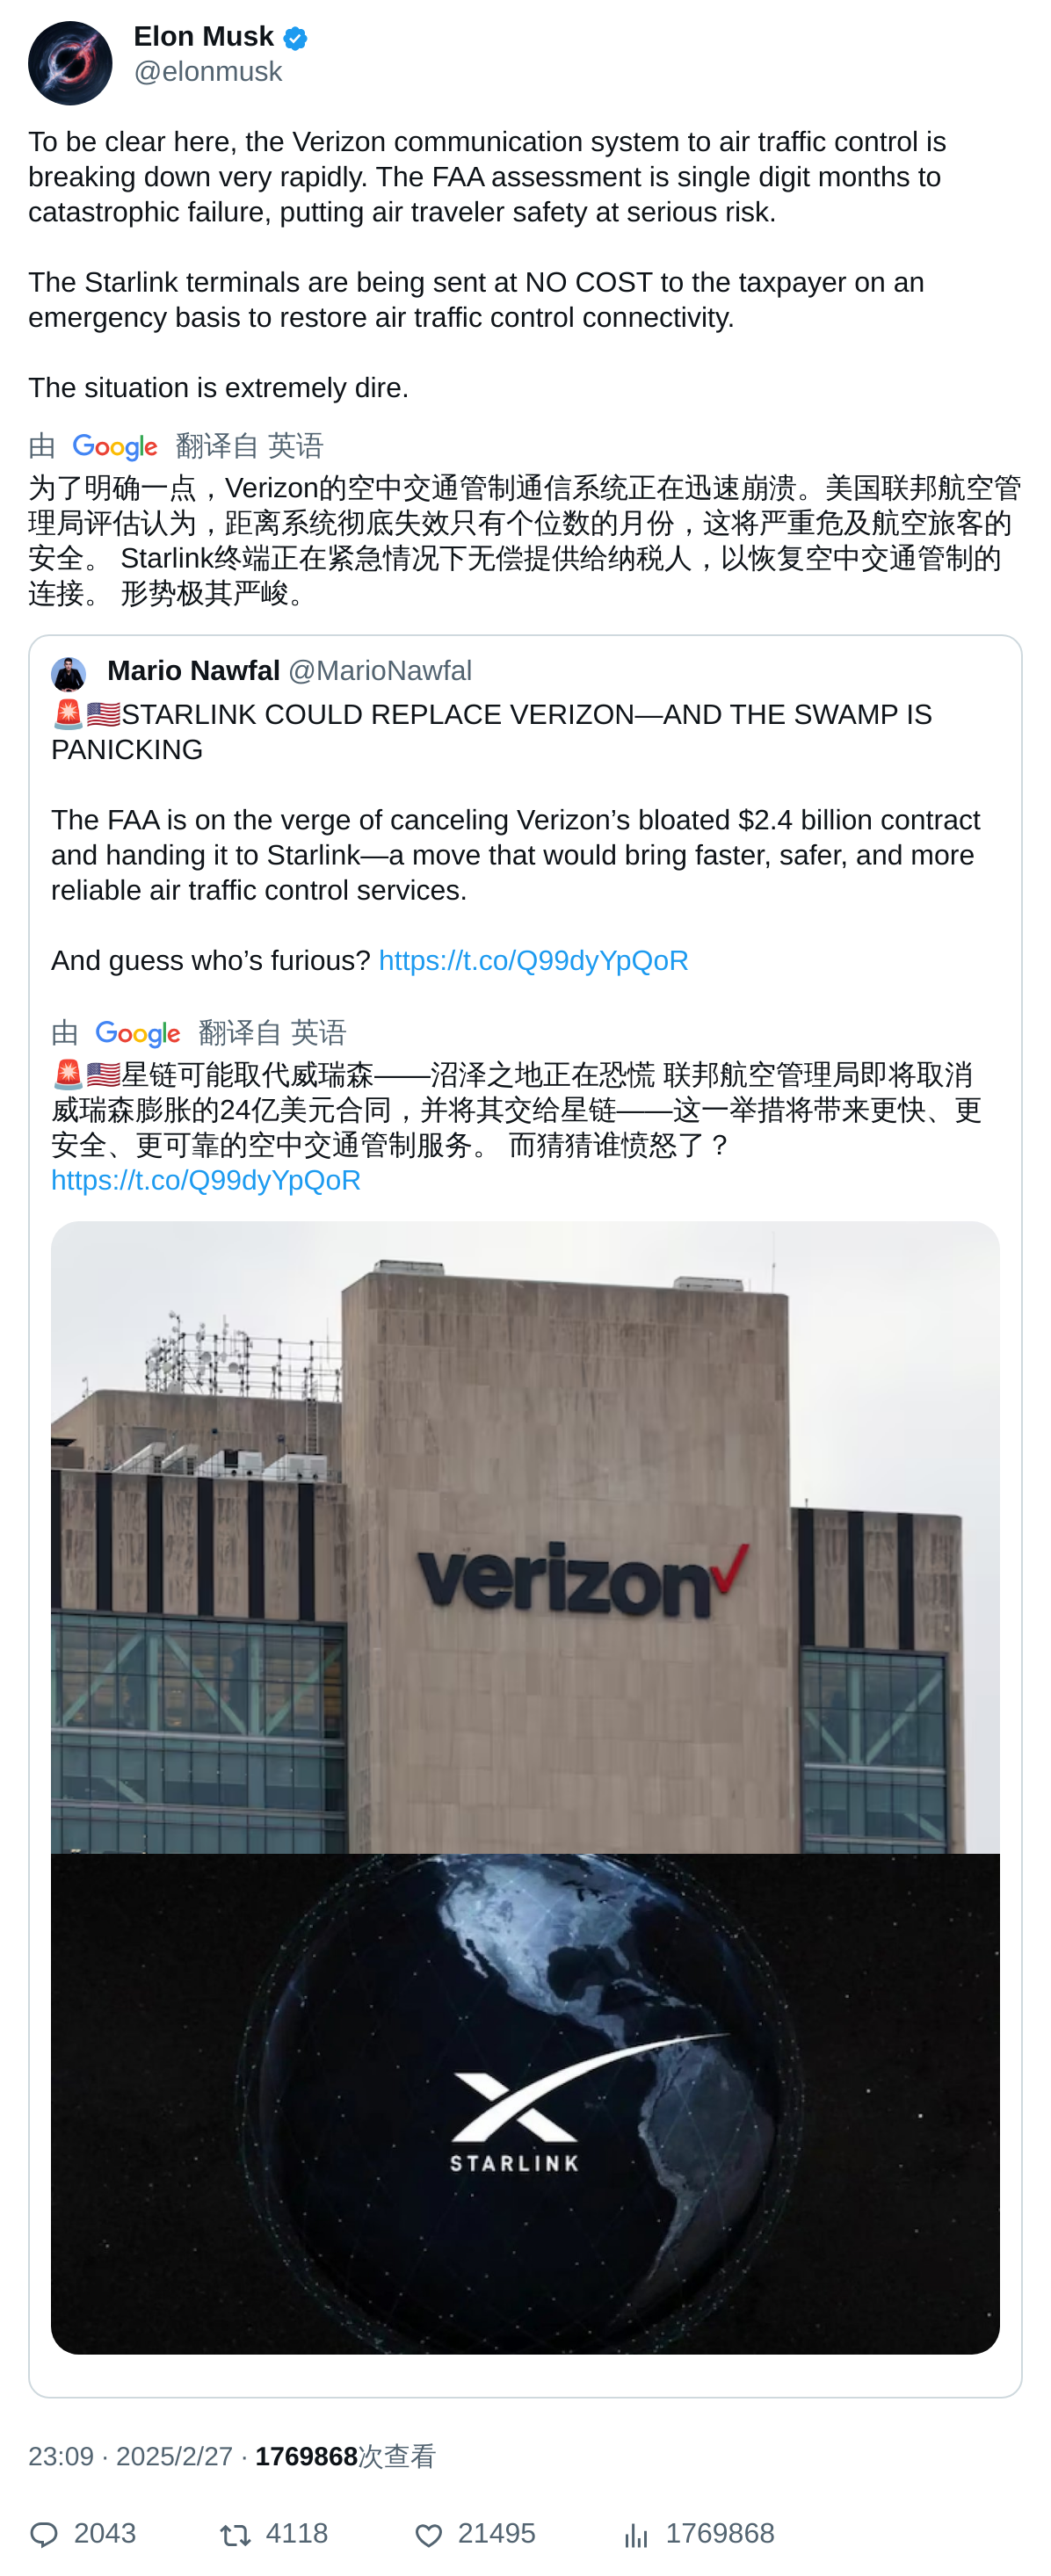 Elon Musk
@elonmusk
To be clear here, the Verizon communication system to air traffic control is
breaking down very rapidly. The FAA assessment is single digit months to
catastrophic failure, putting air traveler safety at serious risk.
The Starlink terminals are being sent at NO COST to the taxpayer on an
emergency basis to restore air traffic control connectivity.
The situation is extremely dire.
由 Google 翻译自 英语
为了明确一点，Verizon的空中交通管制通信系统正在迅速崩溃。美国联邦航空管
理局评估认为，距离系统彻底失效只有个位数的月份，这将严重危及航空旅客的
安全。 Starlink终端正在紧急情况下无偿提供给纳税人，以恢复空中交通管制的
连接。 形势极其严峻。
Mario Nawfal @MarioNawfal
🚨🇺🇸STARLINK COULD REPLACE VERIZON—AND THE SWAMP IS
PANICKING
The FAA is on the verge of canceling Verizon’s bloated $2.4 billion contract
and handing it to Starlink—a move that would bring faster, safer, and more
reliable air traffic control services.
And guess who’s furious? https://t.co/Q99dyYpQoR
由 Google 翻译自 英语
🚨🇺🇸星链可能取代威瑞森——沼泽之地正在恐慌 联邦航空管理局即将取消
威瑞森膨胀的24亿美元合同，并将其交给星链——这一举措将带来更快、更
安全、更可靠的空中交通管制服务。 而猜猜谁愤怒了？
https://t.co/Q99dyYpQoR
verizon
STARLINK
23:09 · 2025/2/27 · 1769868次查看
2043 4118 21495 1769868